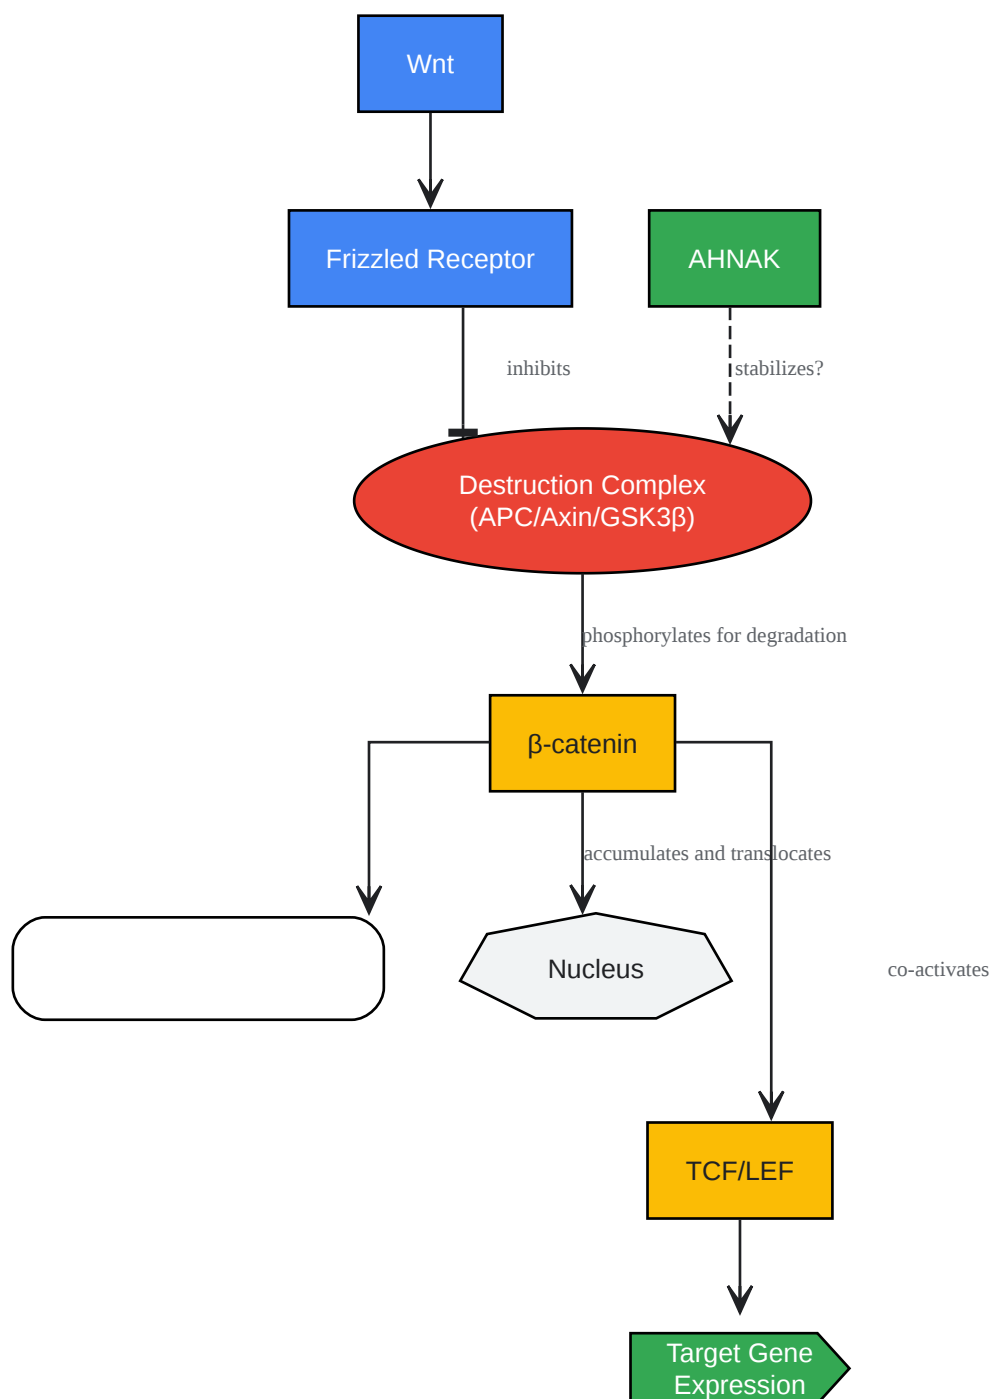 Wnt
Frizzled Receptor
AHNAK
inhibits
stabilizes?
Destruction Complex
(APC/Axin/GSK3β)
phosphorylates for degradation
β-catenin
accumulates and translocates
Nucleus
co-activates
TCF/LEF
Target Gene
Expression